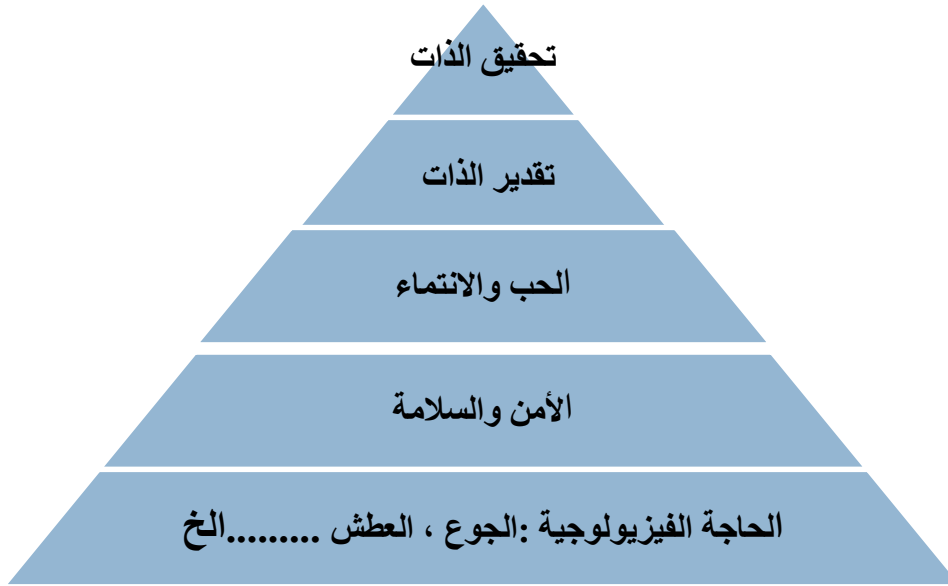 تحقيق الذات
تقدير الذات
الحب والانتماء
الأمن والسلامة
الحاجة الفيزيولوجية :الجوع ، العطش .........الخ